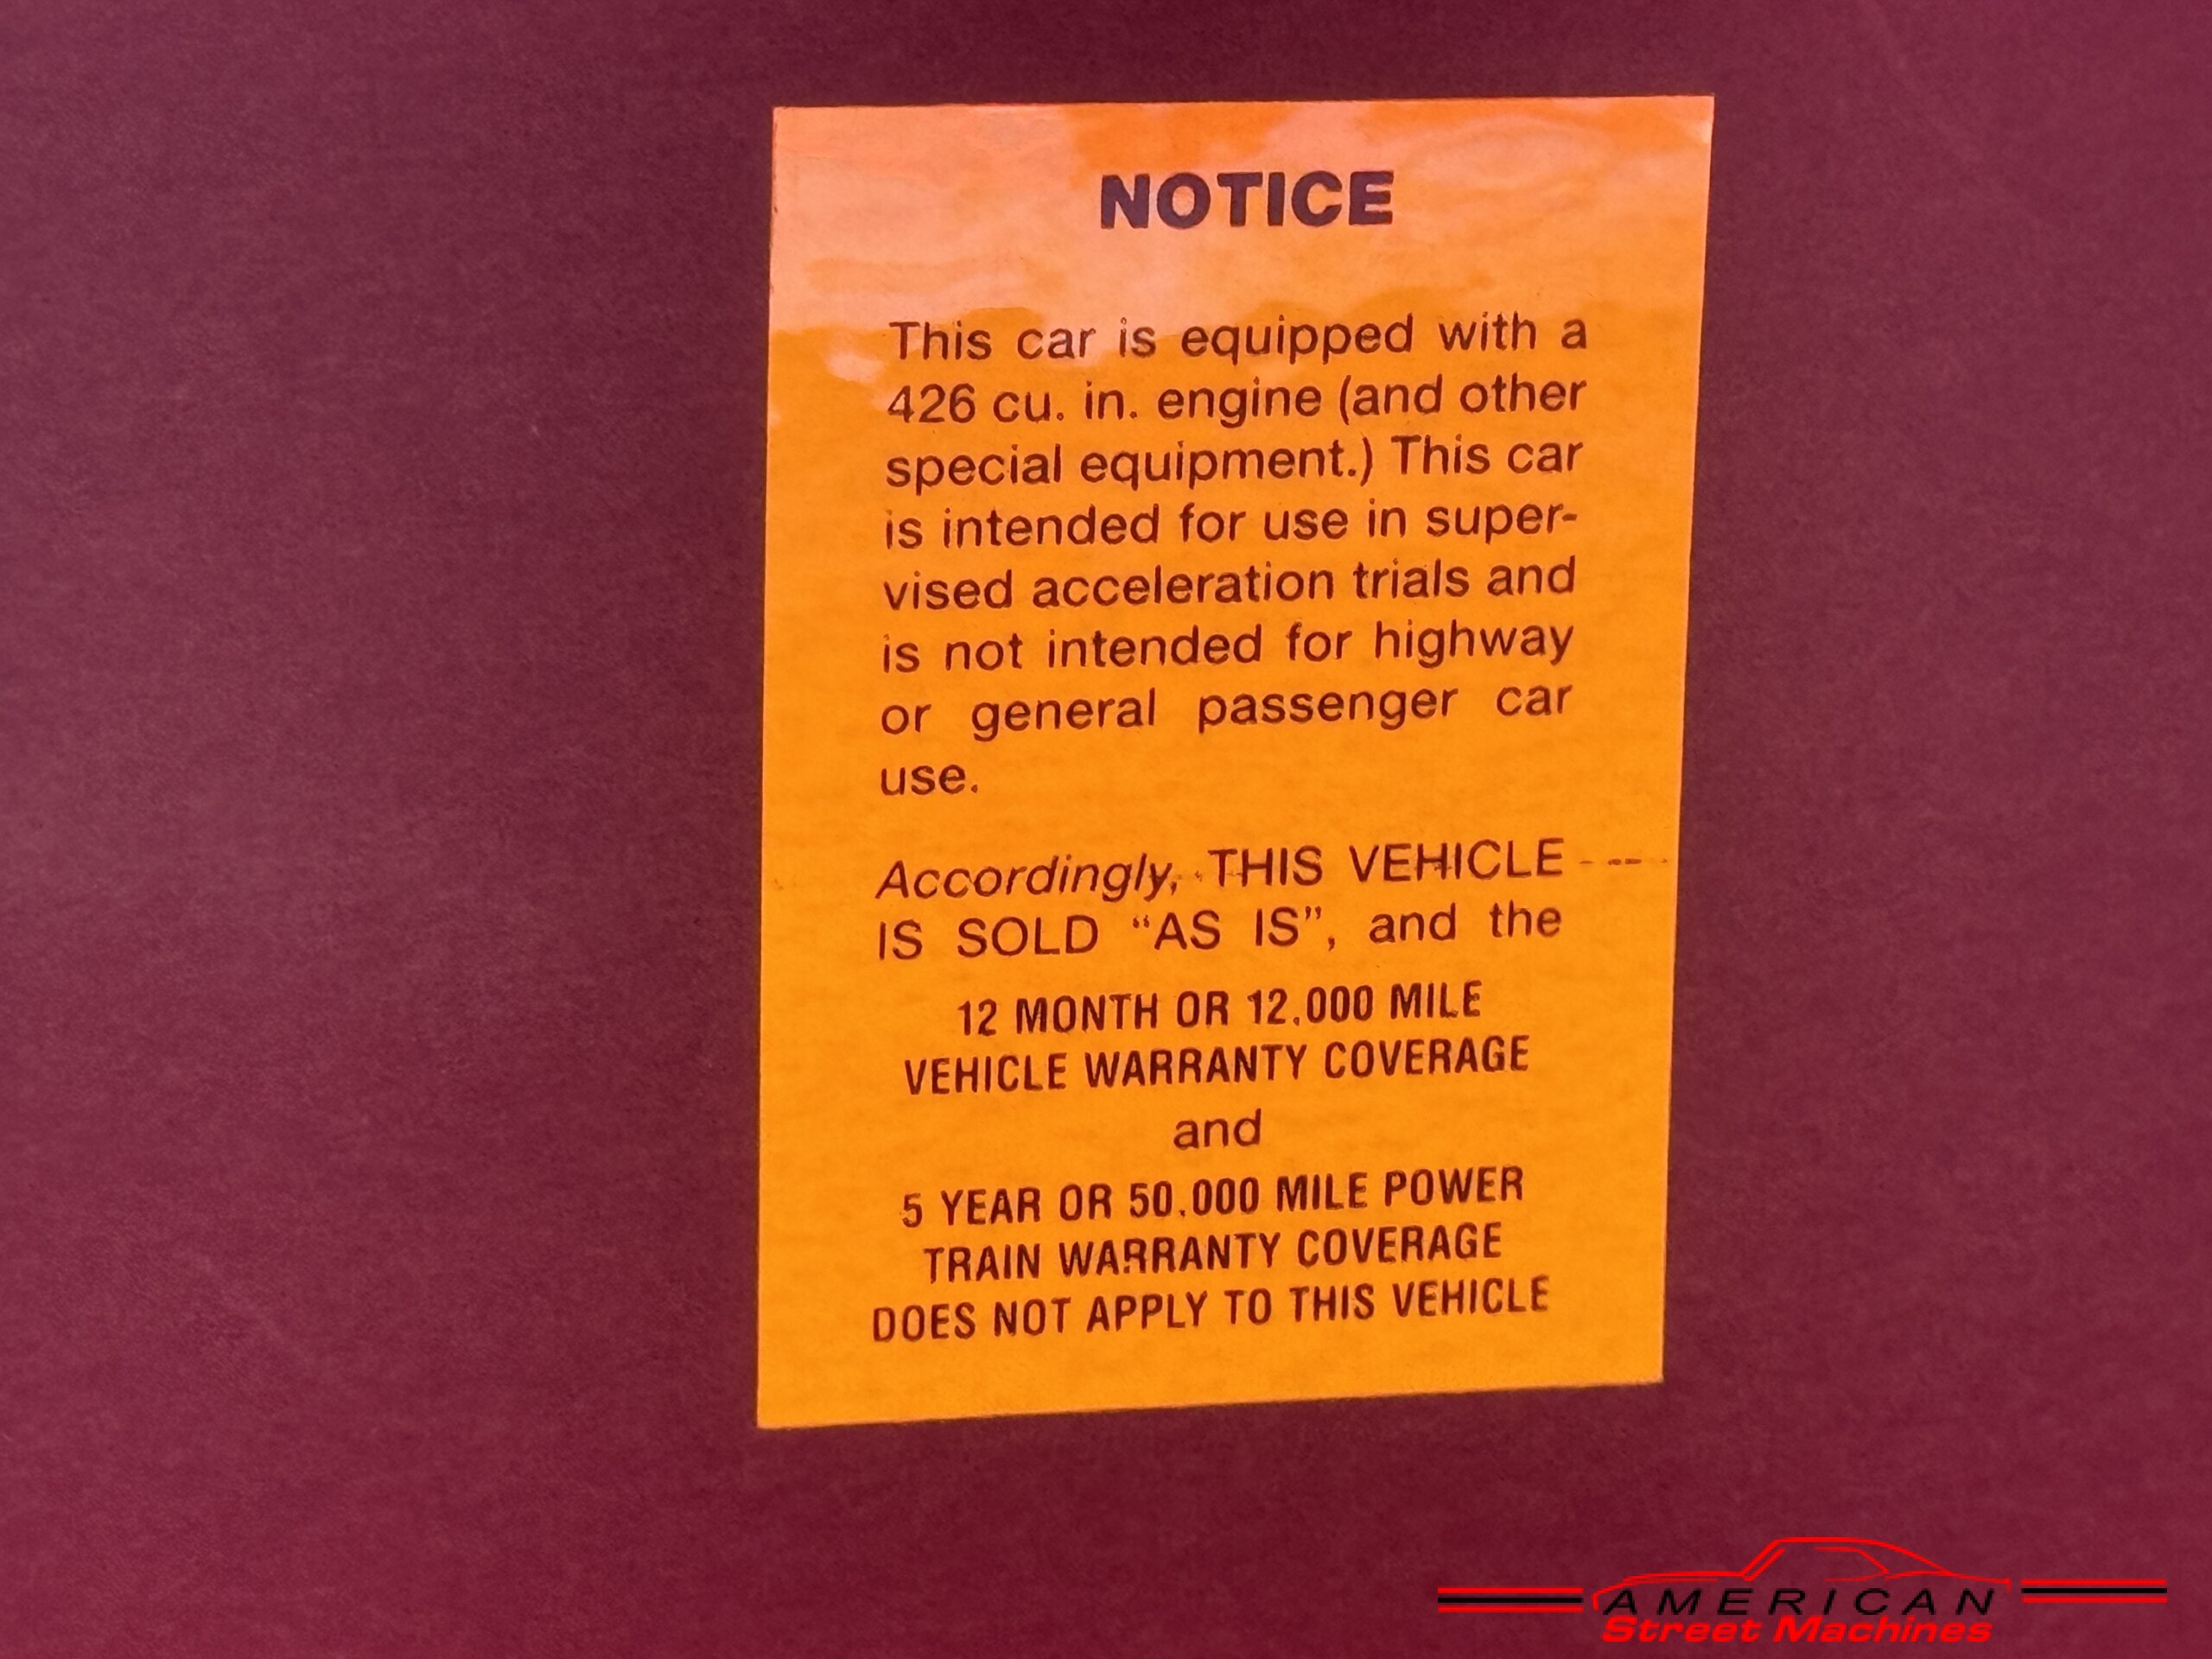 NOTICE
This car is equipped with a
426 cu. in. engine (and other
special equipment.) This car
is intended for use in super-
vised acceleration trials and
is not intended for highway
or general passenger car
use.
Accordingly, THIS VEHICLE
IS SOLD “AS IS”, and the
12 MONTH OR 12,000 MILE
VEHICLE WARRANTY COVERAGE
and
5 YEAR OR 50,000 MILE POWER
TRAIN WARRANTY COVERAGE
DOES NOT APPLY TO THIS VEHICLE
AMERICAN
Street Machines